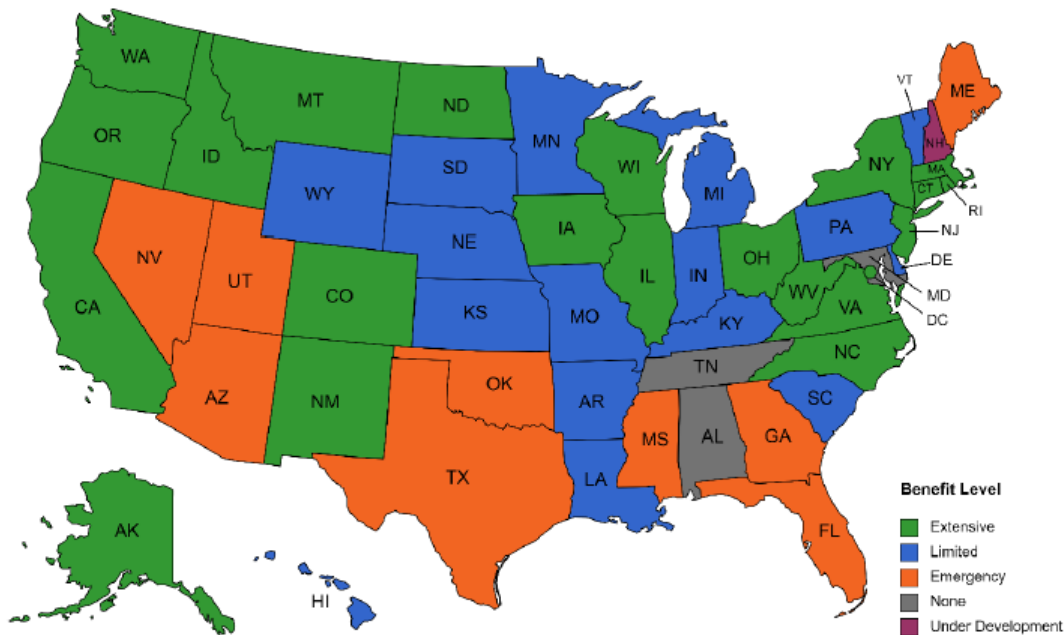 WA
MT
ND
MN
VT
ME
OR
ID
SD
WI
NY
NH
MA
CT
RI
WY
MI
NE
IA
PA
NJ
NV
UT
CO
IL
IN
OH
DE
CA
KS
MO
WV
VA
MD
KY
DC
AZ
NM
OK
AR
TN
NC
SC
TX
MS
AL
GA
LA
FL
AK
HI
Benefit Level
Extensive
Limited
Emergency
None
Under Development